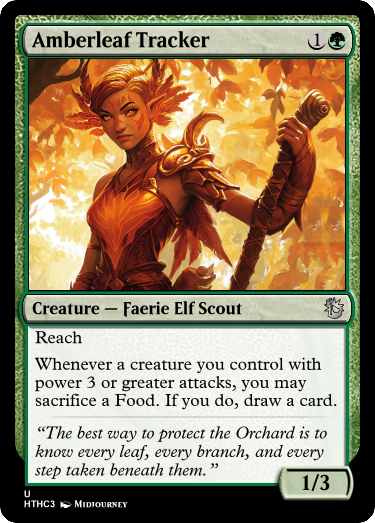 Amberleaf Tracker 1
Creature — Faerie Elf Scout
Reach
Whenever a creature you control with
power 3 or greater attacks, you may
sacrifice a Food. If you do, draw a card.
“The best way to protect the Orchard is to
know every leaf, every branch, and every
step taken beneath them.”
1/3
U
HTHC3 Midjourney